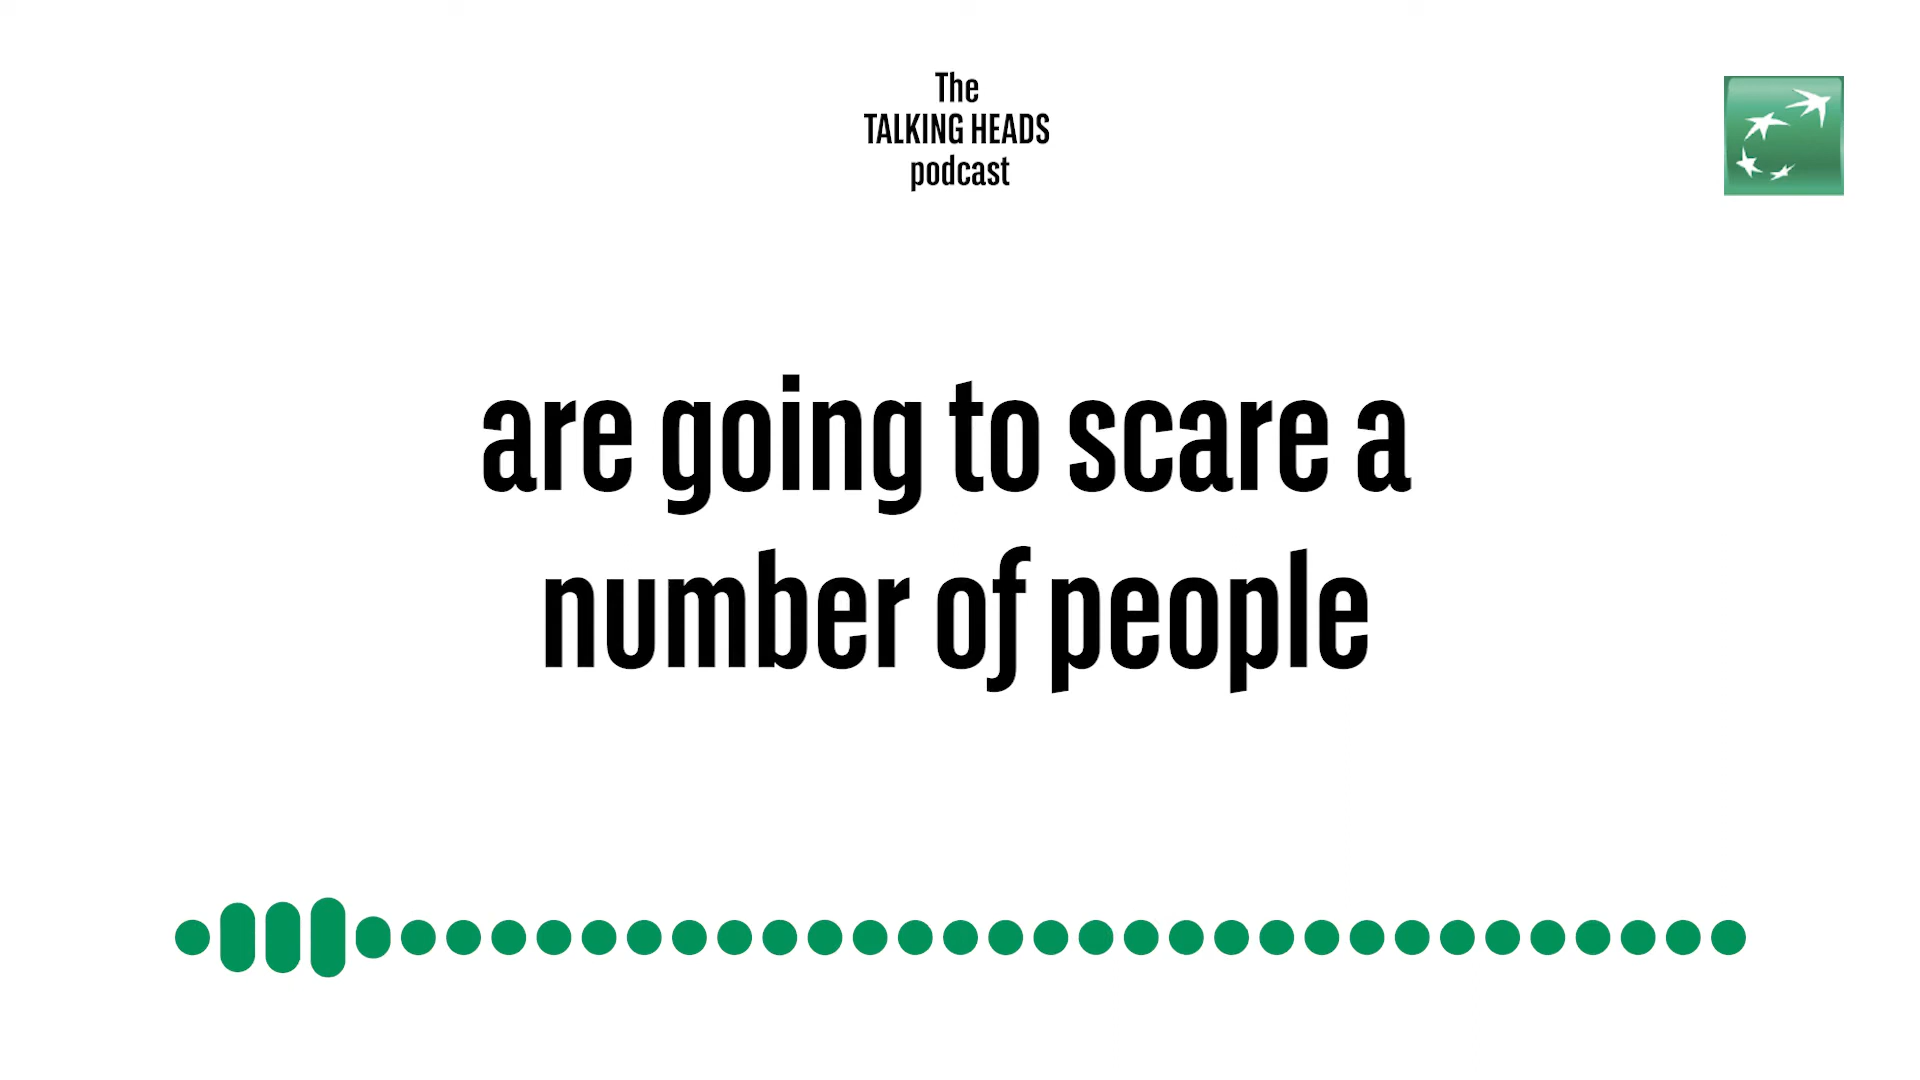 The
TALKING HEADS
podcast
are going to scare a
number of people